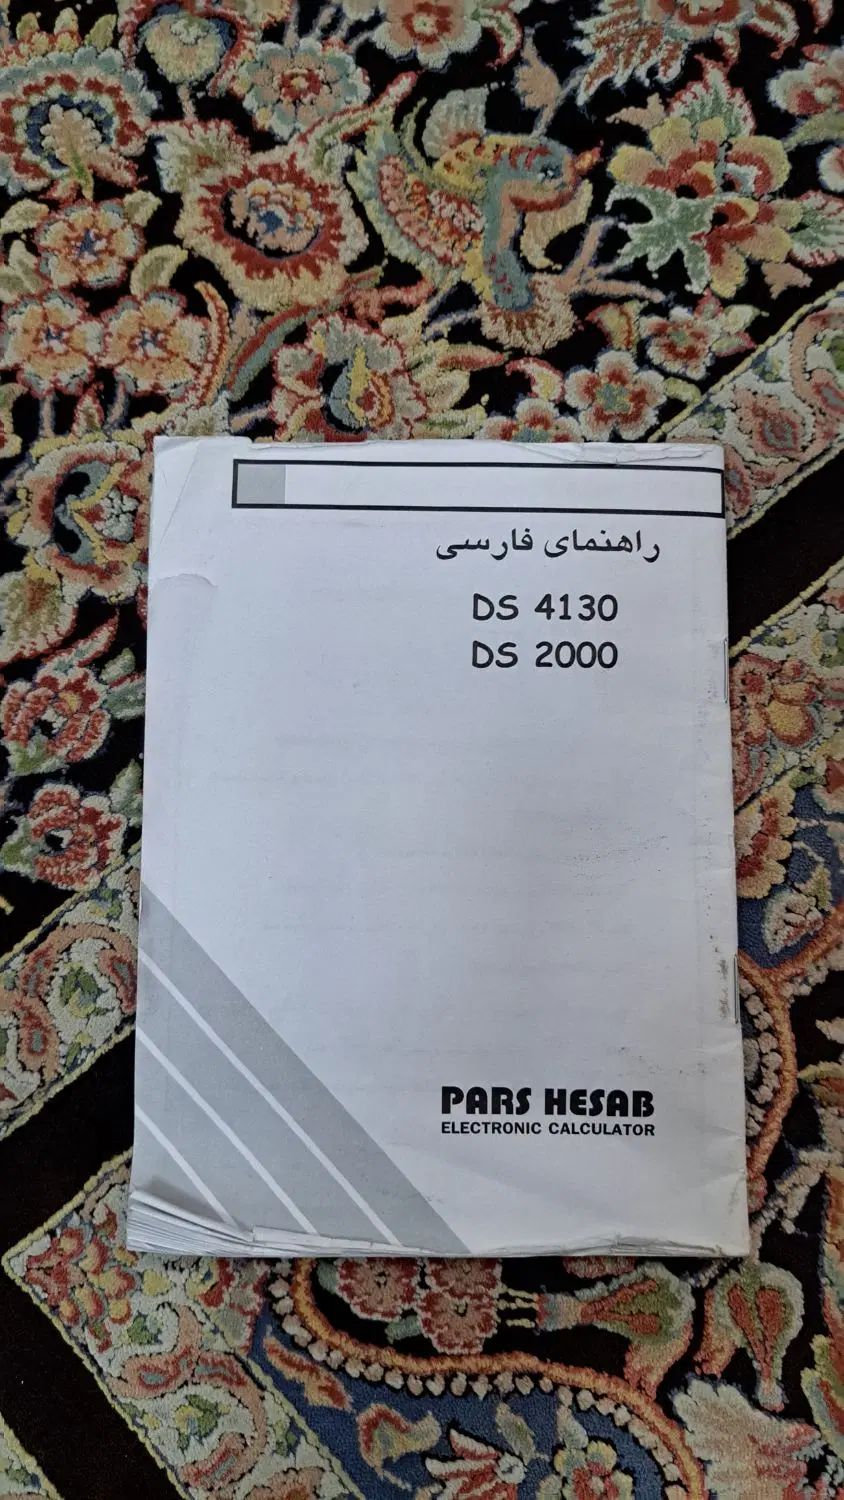 راهنمای فارسی
DS 4130
DS 2000
PARS HESAB
ELECTRONIC CALCULATOR